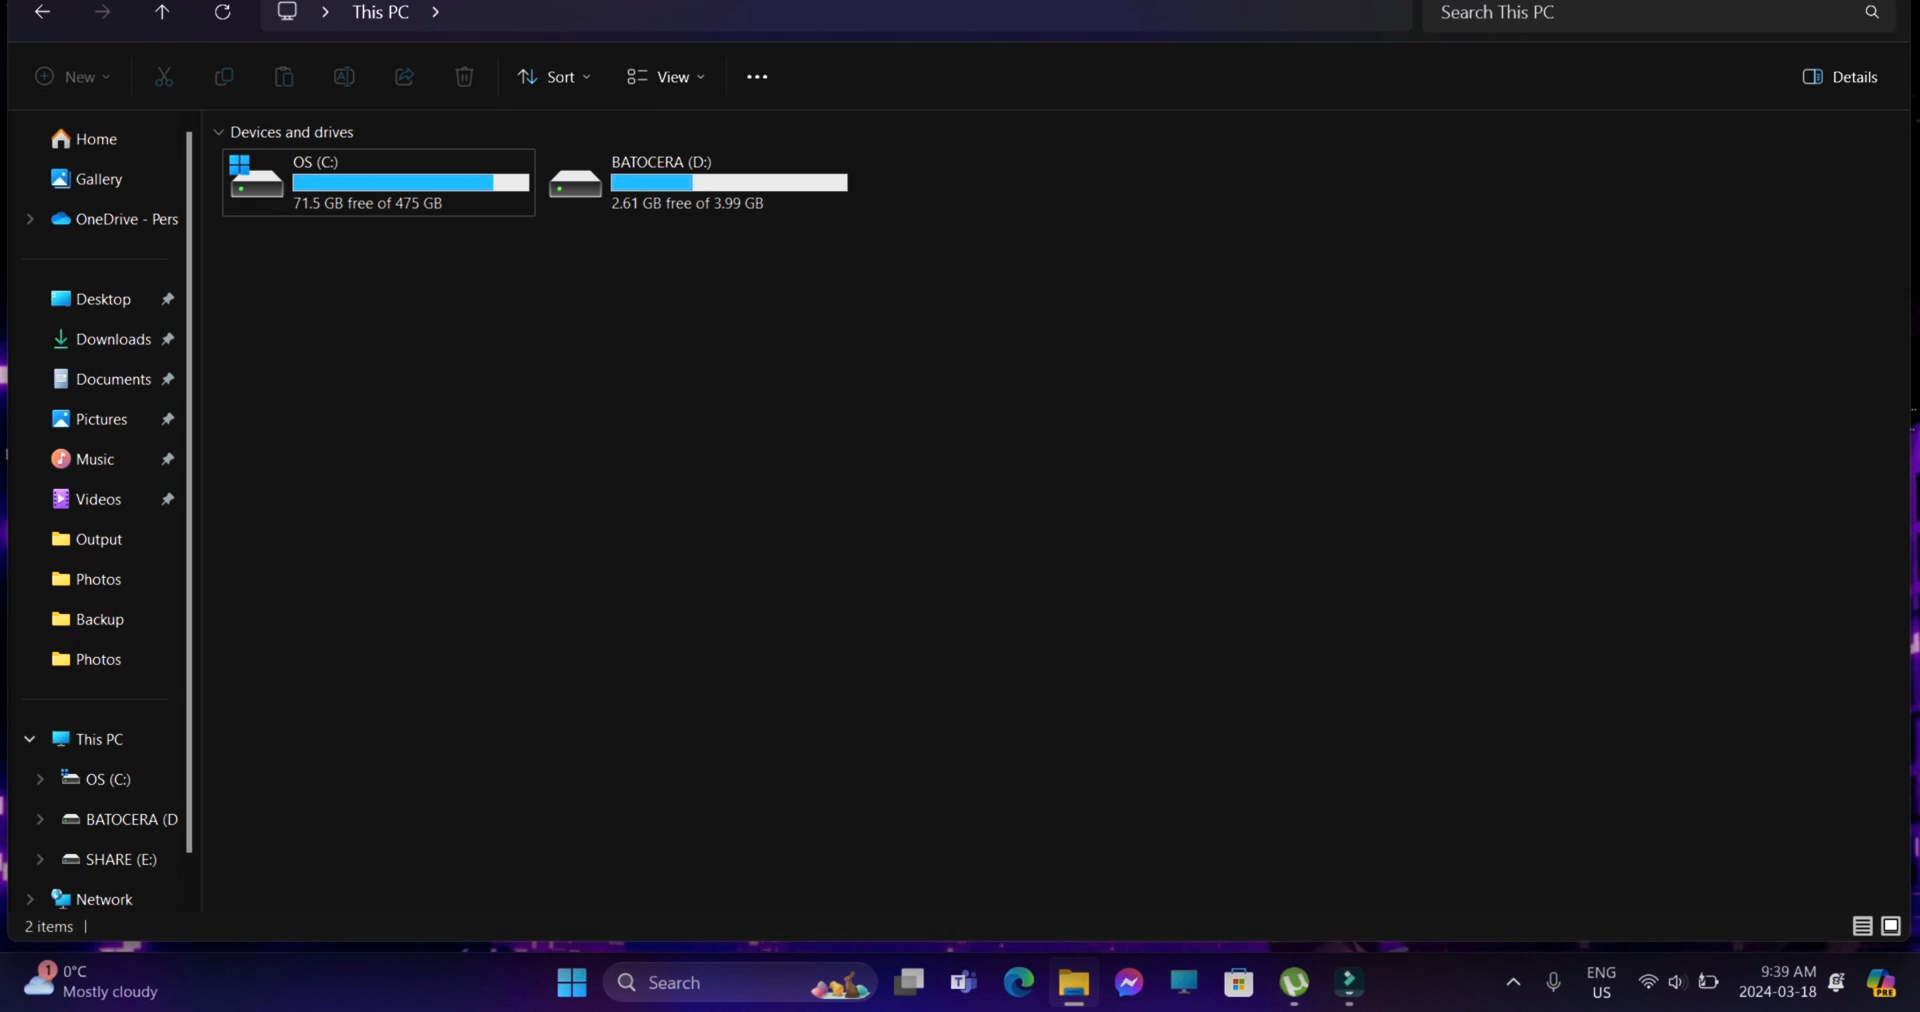 This PC
Search This PC
New
Sort
View
Details
Home
Gallery
OneDrive - Pers
Desktop
Downloads
Documents
Pictures
Music
Videos
Output
Photos
Backup
Photos
This PC
OS (C:)
BATOCERA (D
SHARE (E:)
Network
Devices and drives
OS (C:)
71.5 GB free of 475 GB
BATOCERA (D:)
2.61 GB free of 3.99 GB
2 items
1
0°C
Mostly cloudy
Search
PRE
ENG
US
9:39 AM
2024-03-18